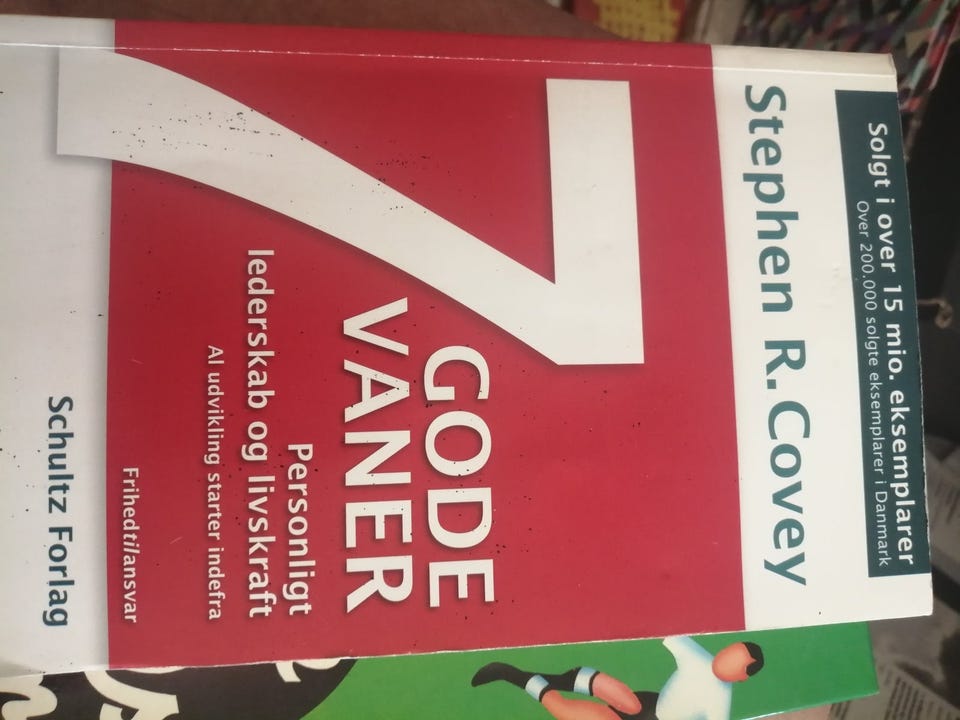 Solgt i over 15 mio. eksemplarer
Over 200.000 solgte eksemplarer i Danmark
Stephen R. Covey
7
GODE
VANER
Personligt
lederskab og livskraft
Al udvikling starter indefra
Frihedtilansvar
Schultz Forlag